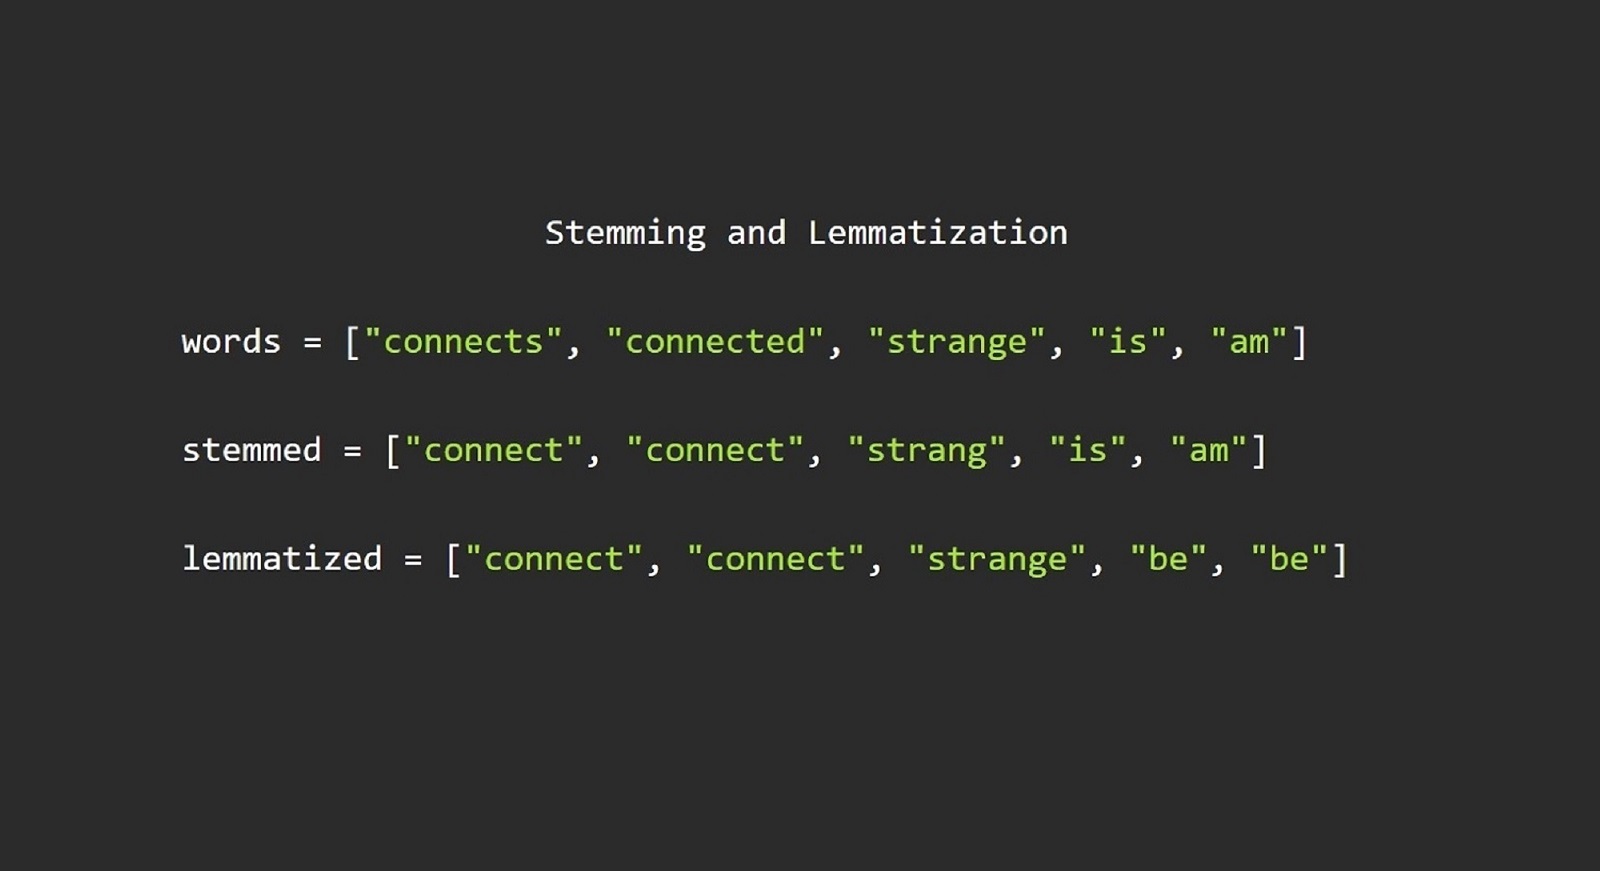 Stemming and Lemmatization
words = ["connects", "connected", "strange", "is", "am"]
stemmed = ["connect", "connect", "strang", "is", "am"]
lemmatized = ["connect", "connect", "strange", "be", "be"]